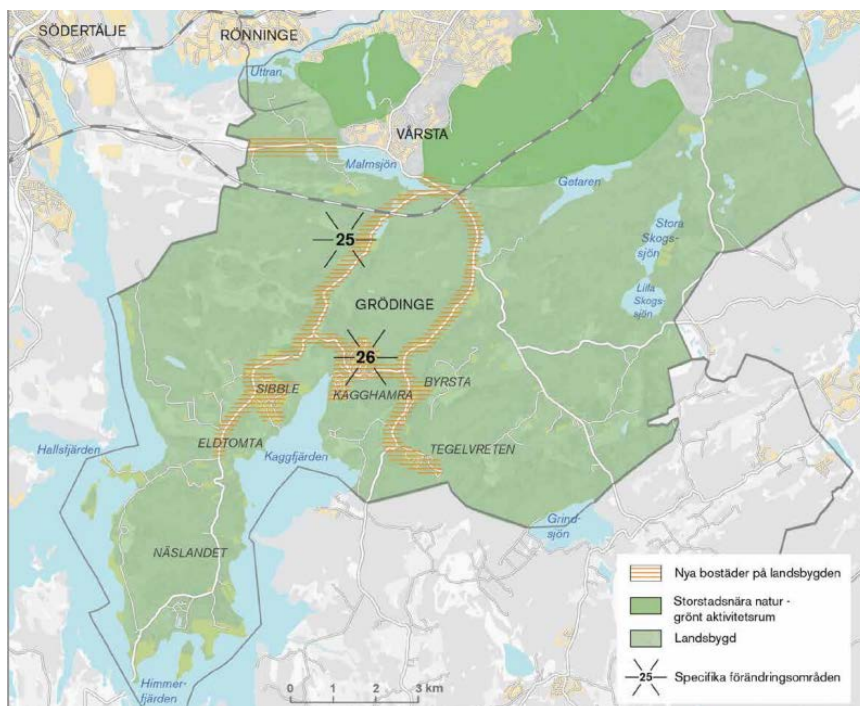 SÖDERTÄLJE
RÖNNINGE
Uttran
VÅRSTA
Malmsjön
Getaren
25
Stora
Skogs-
sjön
Lilla
Skogs-
sjön
GRÖDINGE
26
SIBBLE
KAGGHAMRA
BYRSTA
ELDTOMTA
TEGELVRETEN
Hallsfjärden
Kaggfjärden
Grind-
sjön
NÄSLANDET
Himmer-
fjärden
0 1 2 3 km
Nya bostäder på landsbygden
Storstadsnära natur -
grönt aktivitetsrum
Landsbygd
25 Specifika förändringsområden